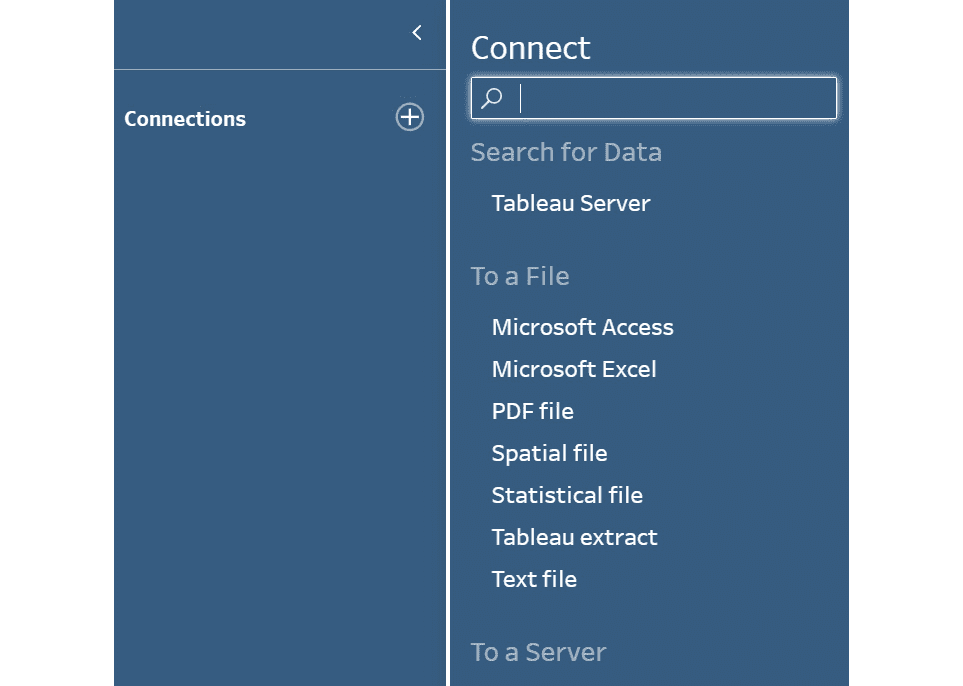 Connections
Connect
Search for Data
Tableau Server
To a File
Microsoft Access
Microsoft Excel
PDF file
Spatial file
Statistical file
Tableau extract
Text file
To a Server